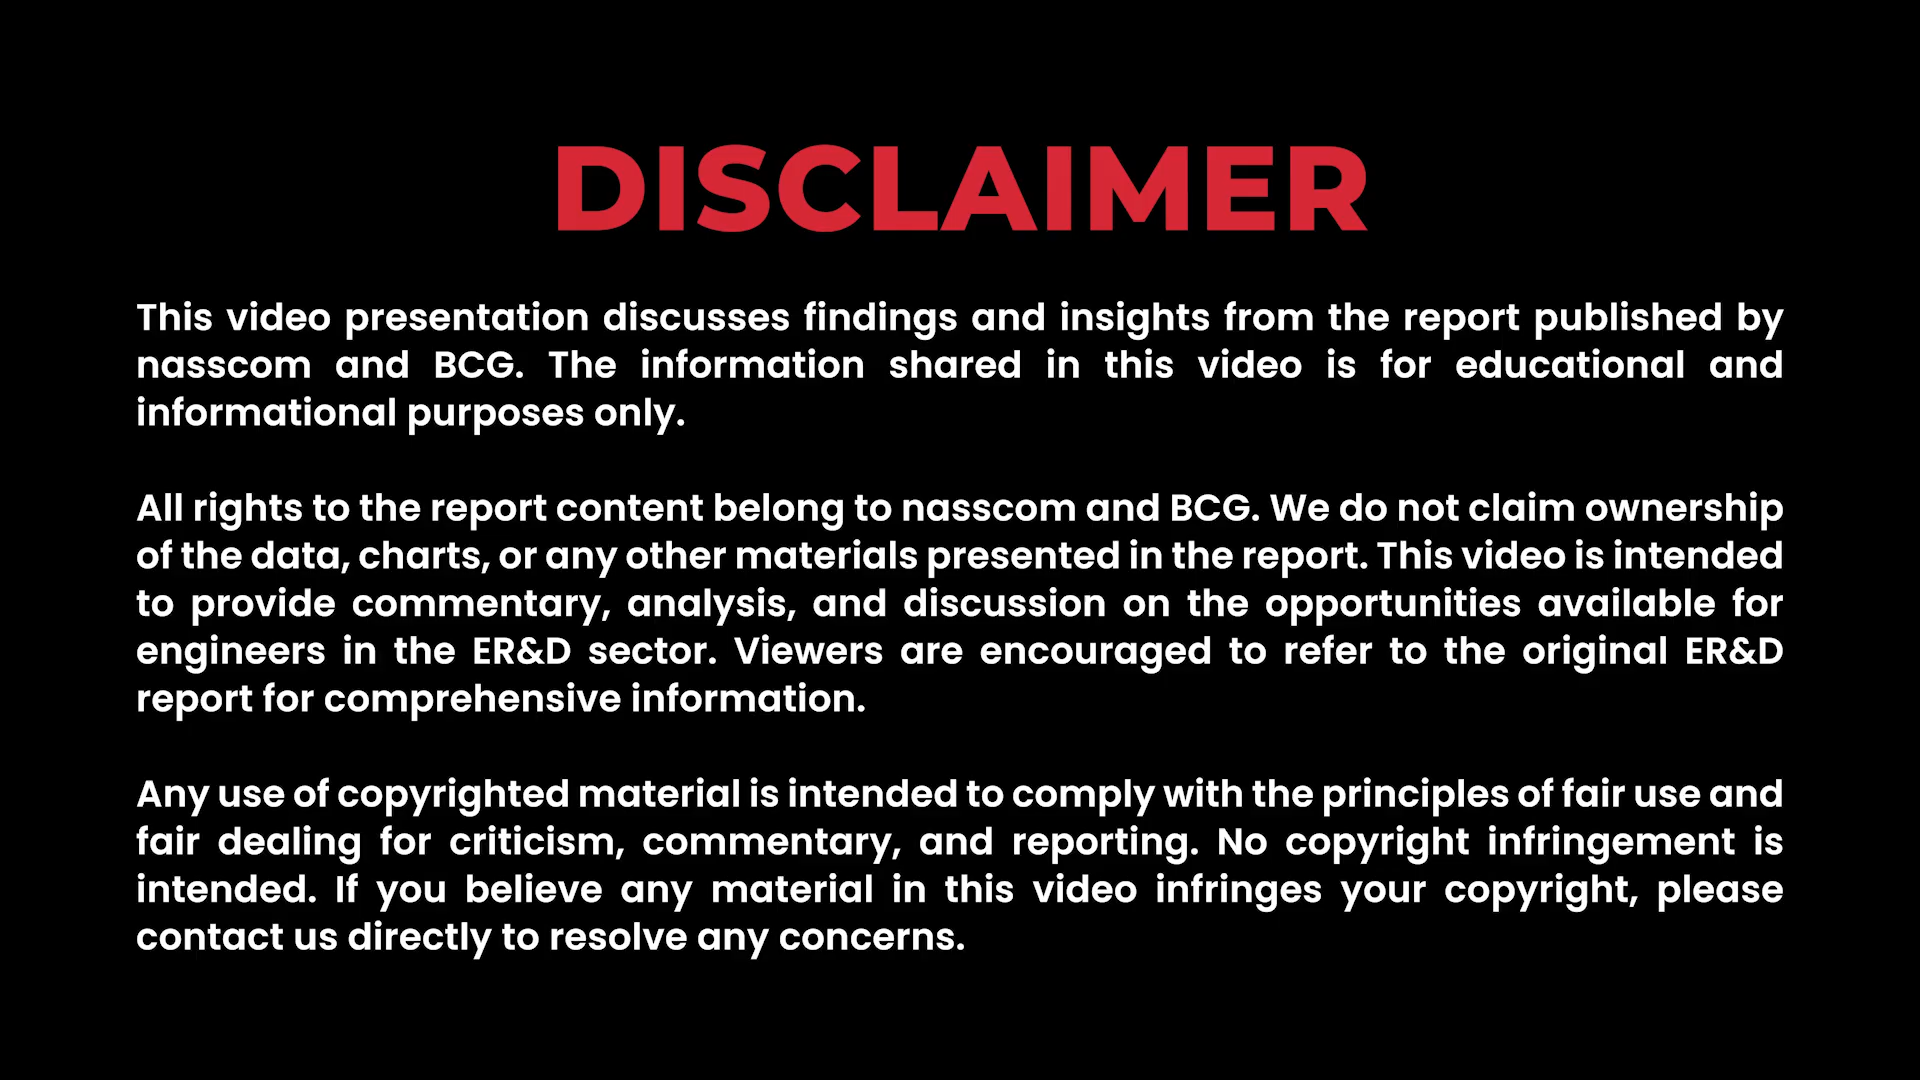 DISCLAIMER
This video presentation discusses findings and insights from the report published by
nasscom and BCG. The information shared in this video is for educational and
informational purposes only.
All rights to the report content belong to nasscom and BCG. We do not claim ownership
of the data, charts, or any other materials presented in the report. This video is intended
to provide commentary, analysis, and discussion on the opportunities available for
engineers in the ER&D sector. Viewers are encouraged to refer to the original ER&D
report for comprehensive information.
Any use of copyrighted material is intended to comply with the principles of fair use and
fair dealing for criticism, commentary, and reporting. No copyright infringement is
intended. If you believe any material in this video infringes your copyright, please
contact us directly to resolve any concerns.